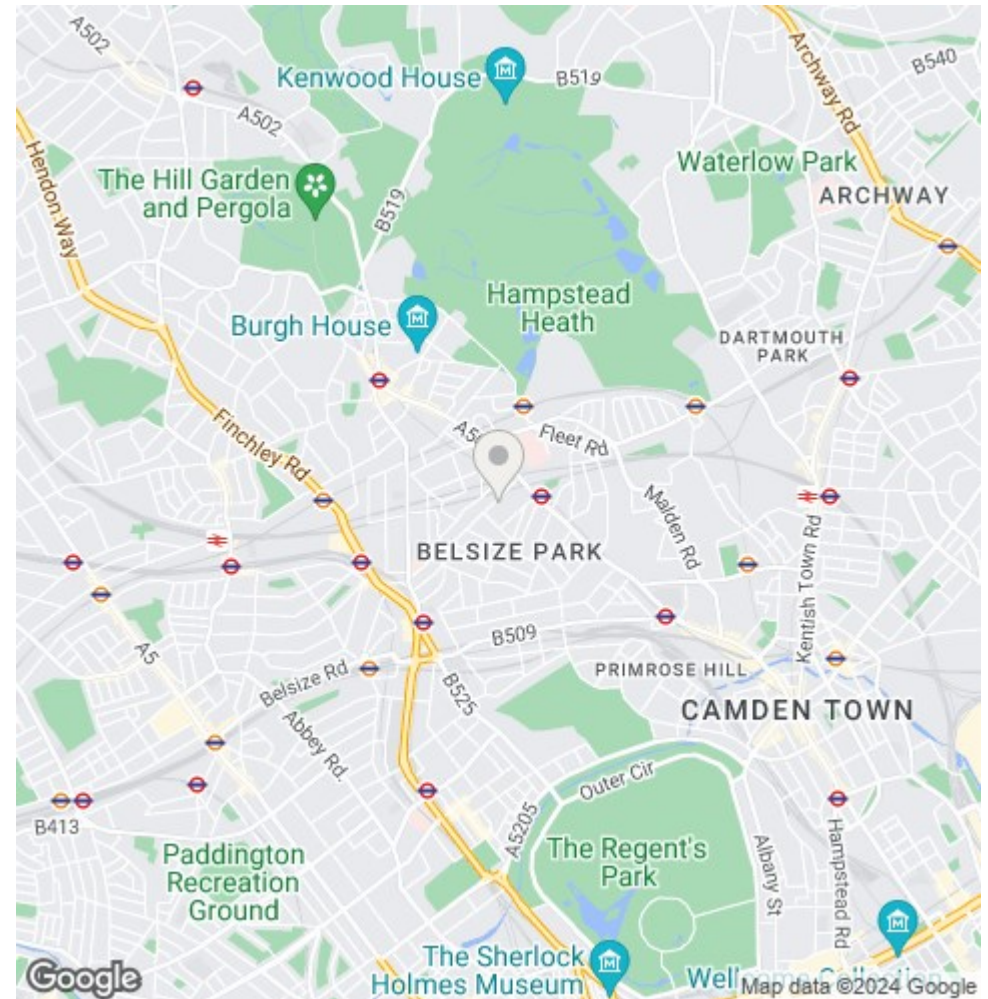 A502
Kenwood House
B519
B540
Archway Rd
A502
Hendon Way
The Hill Garden
and Pergola
B519
Waterlow Park
ARCHWAY
Hampstead
Heath
Burgh House
DARTMOUTH
PARK
Finchley Rd
Fleet Rd
Malden Rd
BELSIZE PARK
Kentish Town Rd
A5
B509
Belsize Rd
B525
PRIMROSE HILL
Abbey Rd.
CAMDEN TOWN
Outer Cir
B413
A5205
Paddington
Recreation
Ground
The Regent's
Park
Albany St
Hampstead Rd
The Sherlock
Holmes Museum
Google
Map data ©2024 Google